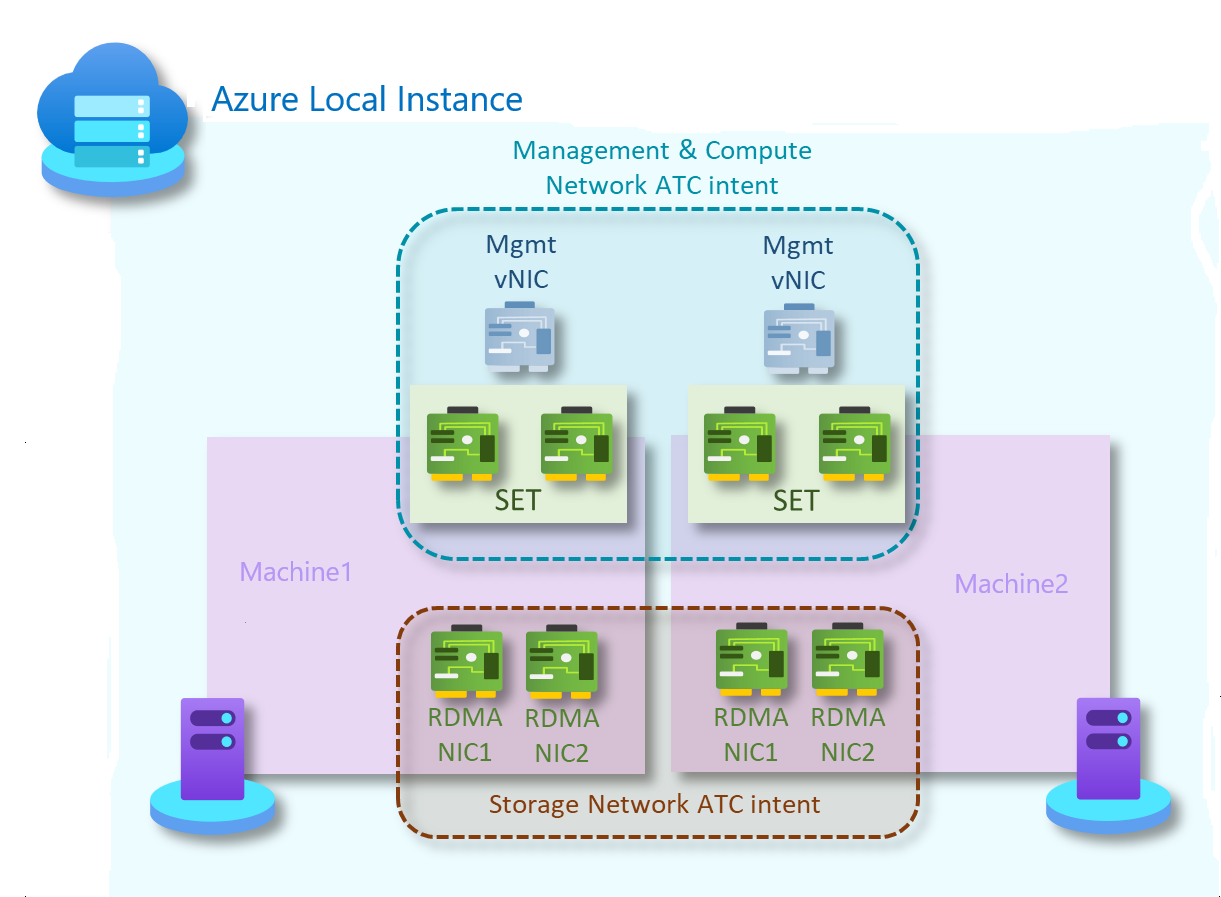 Azure Local Instance
Management & Compute
Network ATC intent
Mgmt
vNIC
Mgmt
vNIC
SET
SET
Machine1
Machine2
RDMA
NIC1
RDMA
NIC2
RDMA
NIC1
RDMA
NIC2
Storage Network ATC intent